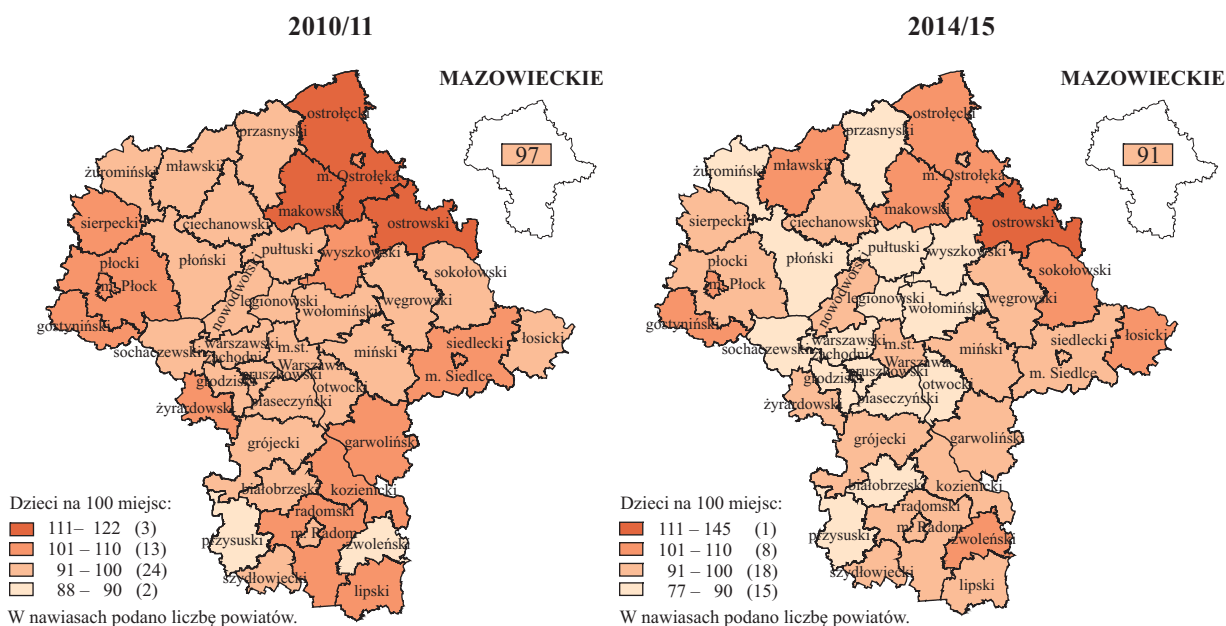 2010/11
MAZOWIECKIE
97
ostrołęcki
przasnyski
żuromiński
mławski
m. Ostrołęka
makowski
sierpecki
ciechanowski
ostrowski
płocki
płoński
pułtuski
wyszkowski
sokołowski
m. Płock
nowodworski
legionowski
węgrowski
wołomiński
gostyniński
sochaczewski
warszawski
zachodni
m.st.
Warszawa
miński
siedlecki
łosicki
m. Siedlce
pruszkowski
grodziski
otwocki
żyrardowski
piaseczyński
grójecki
garwoliński
białobrzeski
kozienicki
radomski
m. Radom
przysuski
zwoleński
szydłowiecki
lipski
Dzieci na 100 miejsc:
111– 122 (3)
101 – 110 (13)
91 – 100 (24)
88 – 90 (2)
W nawiasach podano liczbę powiatów.
2014/15
MAZOWIECKIE
91
ostrołęcki
przasnyski
żuromiński
mławski
m. Ostrołęka
makowski
sierpecki
ciechanowski
ostrowski
płocki
płoński
pułtuski
wyszkowski
sokołowski
m. Płock
nowodworski
legionowski
węgrowski
wołomiński
gostyniński
sochaczewski
warszawski
zachodni
m.st.
Warszawa
miński
siedlecki
łosicki
m. Siedlce
pruszkowski
grodziski
otwocki
żyrardowski
piaseczyński
grójecki
garwoliński
białobrzeski
kozienicki
radomski
m. Radom
przysuski
zwoleński
szydłowiecki
lipski
Dzieci na 100 miejsc:
111 – 145 (1)
101 – 110 (8)
91 – 100 (18)
77 – 90 (15)
W nawiasach podano liczbę powiatów.